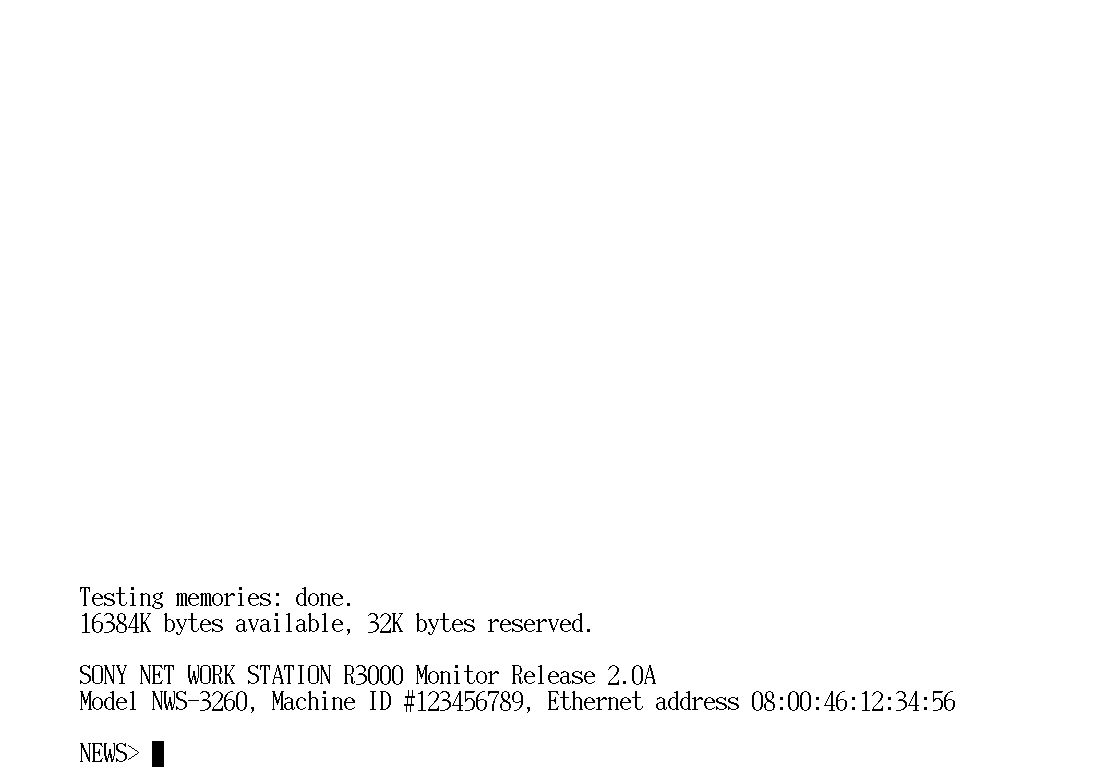 Testing memories: done.
16384K bytes available, 32K bytes reserved.
SONY NET WORK STATION R3000 Monitor Release 2.0A
Model NWS-3260, Machine ID #123456789, Ethernet address 08:00:46:12:34:56
NEWS>